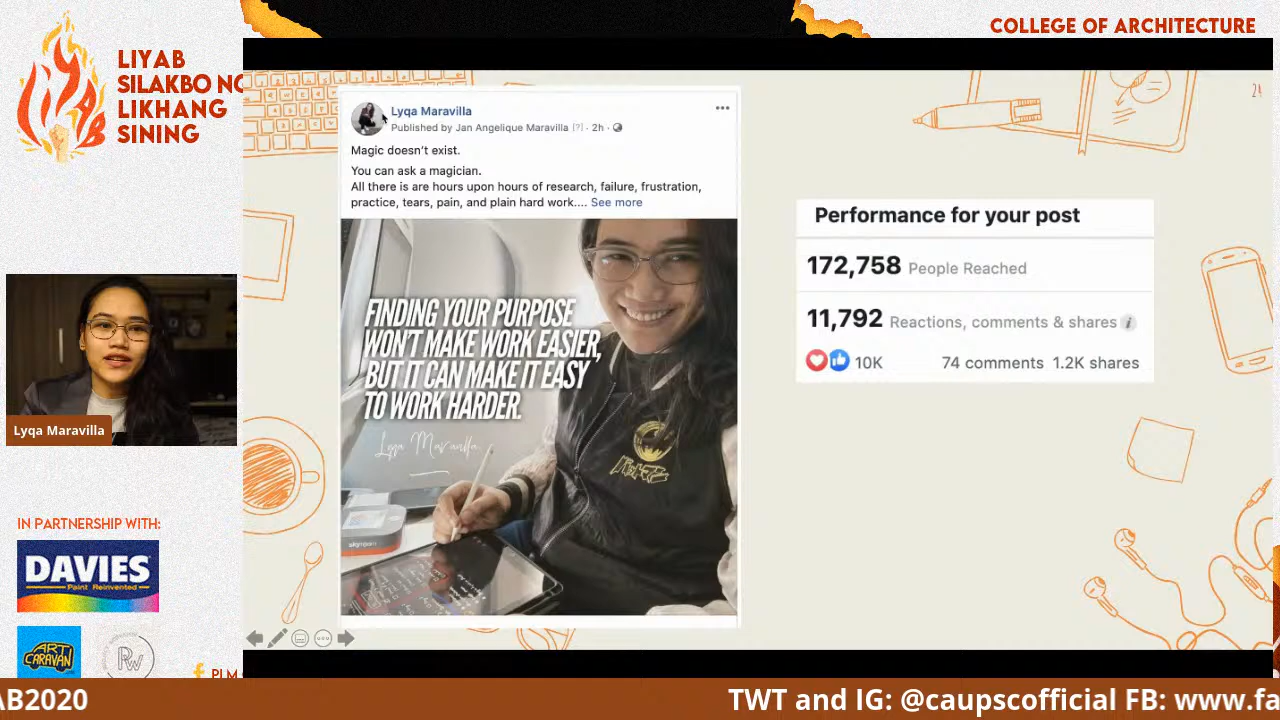 COLLEGE OF ARCHITECTURE
LIYAB
SILAKBO NG
LIKHANG
SINING
Lyqa Maravilla
Published by Jan Angelique Maravilla [?] · 2h ·
Magic doesn't exist.
You can ask a magician.
All there is are hours upon hours of research, failure, frustration,
practice, tears, pain, and plain hard work.... See more
FINDING YOUR PURPOSE
WON'T MAKE WORK EASIER,
BUT IT CAN MAKE IT EASY
TO WORK HARDER.
Lyqa Maravilla
Performance for your post
172,758 People Reached
11,792 Reactions, comments & shares
10K 74 comments 1.2K shares
Lyqa Maravilla
IN PARTNERSHIP WITH:
DAVIES
Paint Reinvented
ART
CARAVAN
RW
PLM
AB2020
TWT and IG: @caupscofficial FB: www.fa